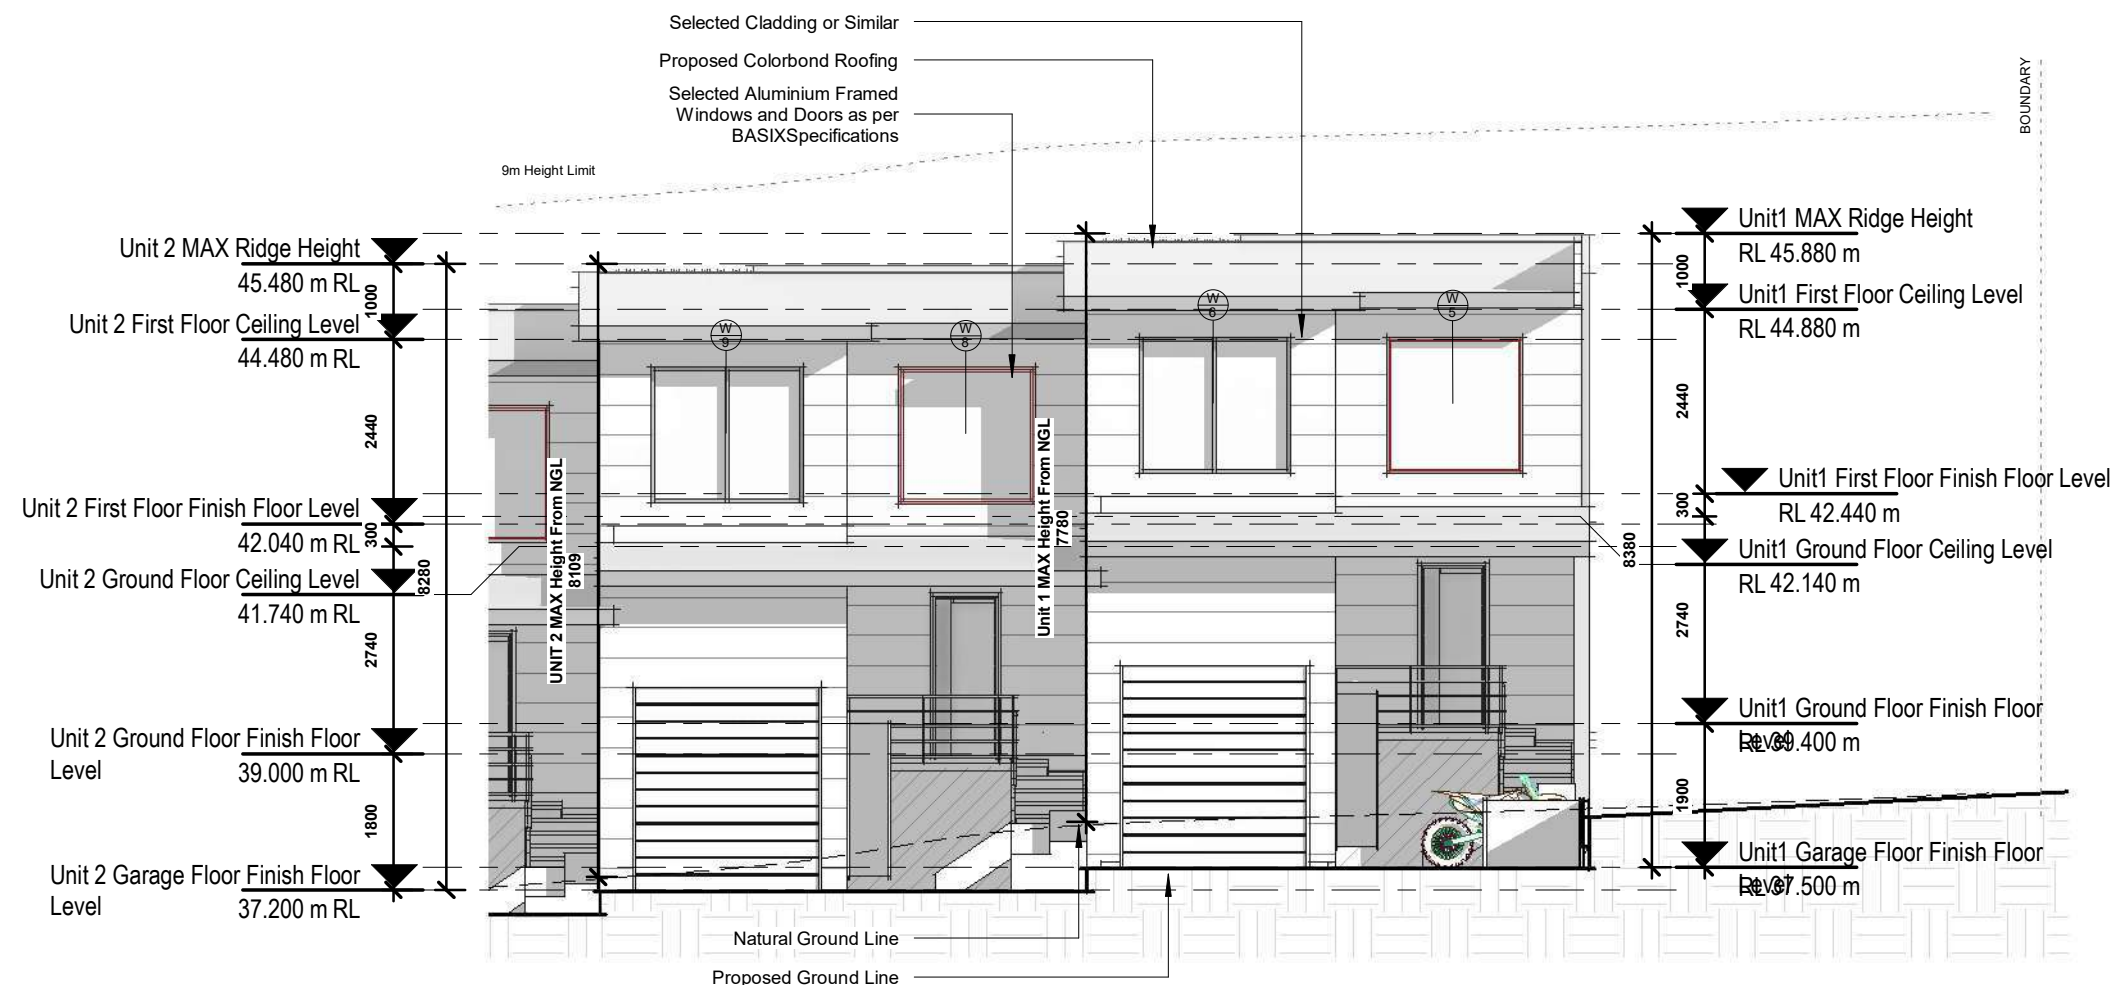 Selected Cladding or Similar
Proposed Colorbond Roofing
Selected Aluminium Framed
Windows and Doors as per
BASIXSpecifications
BOUNDARY
9m Height Limit
Unit 2 MAX Ridge Height
45.480 m RL
1000
Unit 2 First Floor Ceiling Level
44.480 m RL
2440
Unit 2 First Floor Finish Floor Level
42.040 m RL
300
Unit 2 Ground Floor Ceiling Level
41.740 m RL
8280
2740
Unit 2 Ground Floor Finish Floor
Level
39.000 m RL
1800
Unit 2 Garage Floor Finish Floor
Level
37.200 m RL
UNIT 2 MAX Height From NGL
8109
W
9
W
8
Unit 1 MAX Height From NGL
7780
W
6
W
5
Unit1 MAX Ridge Height
RL 45.880 m
1000
Unit1 First Floor Ceiling Level
RL 44.880 m
2440
Unit1 First Floor Finish Floor Level
RL 42.440 m
300
Unit1 Ground Floor Ceiling Level
RL 42.140 m
8380
2740
Unit1 Ground Floor Finish Floor
Level
RL 39.400 m
1900
Unit1 Garage Floor Finish Floor
Level
RL 37.500 m
Natural Ground Line
Proposed Ground Line